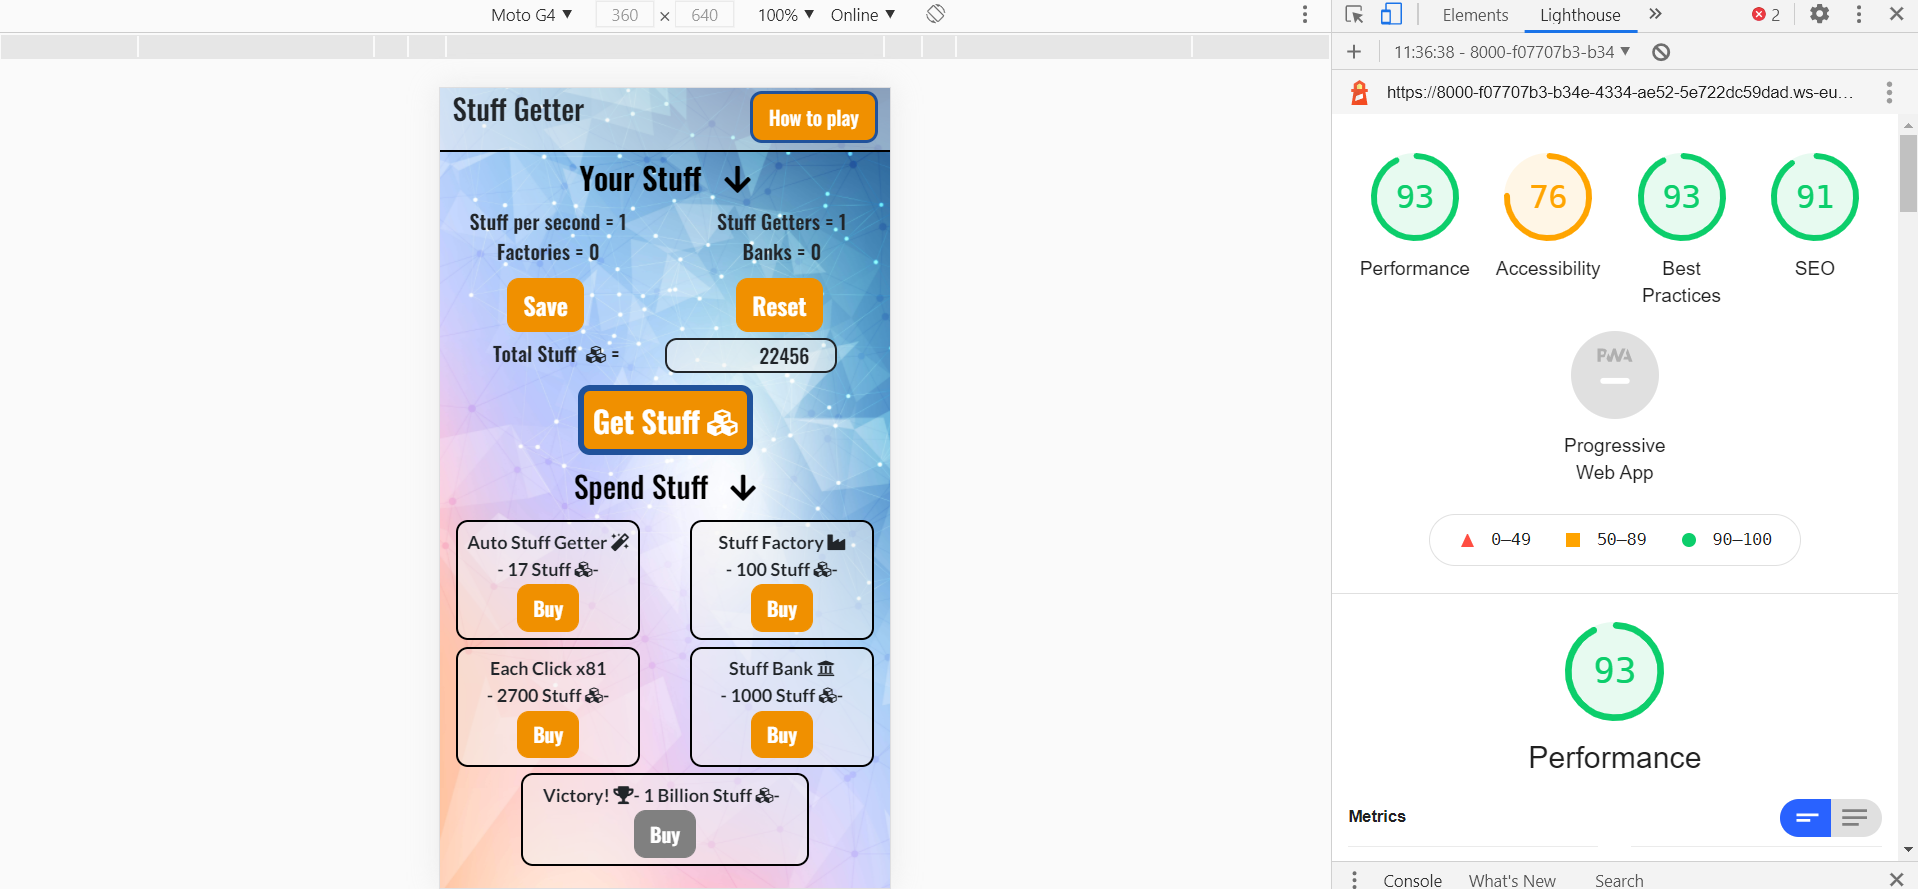 Moto G4 360 × 640 100% Online
Elements Lighthouse 2
11:36:38 - 8000-f07707b3-b34
https://8000-f07707b3-b34e-4334-ae52-5e722dc59dad.ws-eu…
Stuff Getter How to play
Your Stuff
Stuff per second = 1 Stuff Getters = 1
Factories = 0 Banks = 0
Save Reset
Total Stuff = 22456
Get Stuff
Spend Stuff
Auto Stuff Getter
- 17 Stuff -
Buy
Stuff Factory
- 100 Stuff -
Buy
Each Click x81
- 2700 Stuff -
Buy
Stuff Bank
- 1000 Stuff -
Buy
Victory! - 1 Billion Stuff -
Buy
93 76 93 91
Performance Accessibility Best Practices SEO
PWA
Progressive
Web App
0–49 50–89 90–100
93
Performance
Metrics
Console What's New Search